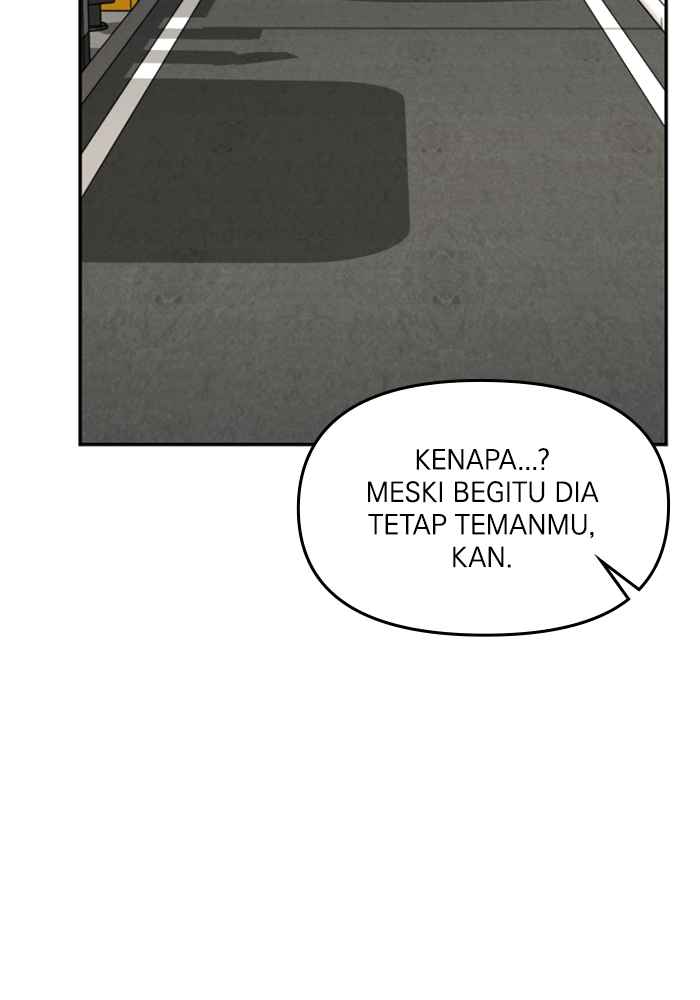 KENAPA...?
MESKI BEGITU DIA
TETAP TEMANMU,
KAN.